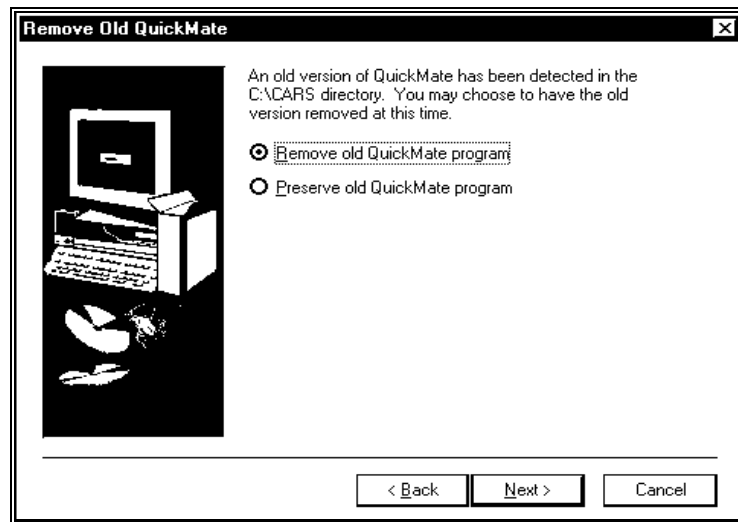 Remove Old QuickMate
An old version of QuickMate has been detected in the
C:\CARS directory. You may choose to have the old
version removed at this time.
Remove old QuickMate program
Preserve old QuickMate program
< Back
Next >
Cancel